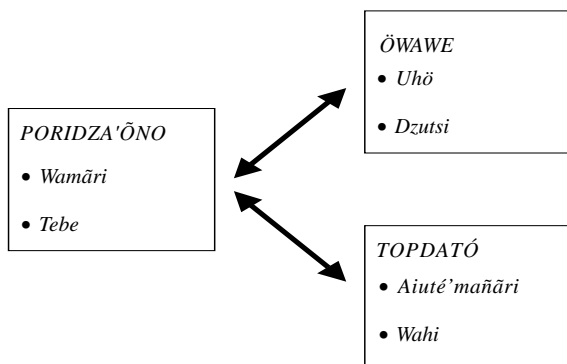 PORIDZA'ÕNO
• Wamãri
• Tebe
ÖWAWE
• Uhö
• Dzutsi
TOPDATÓ
• Aiuté’mañãri
• Wahi